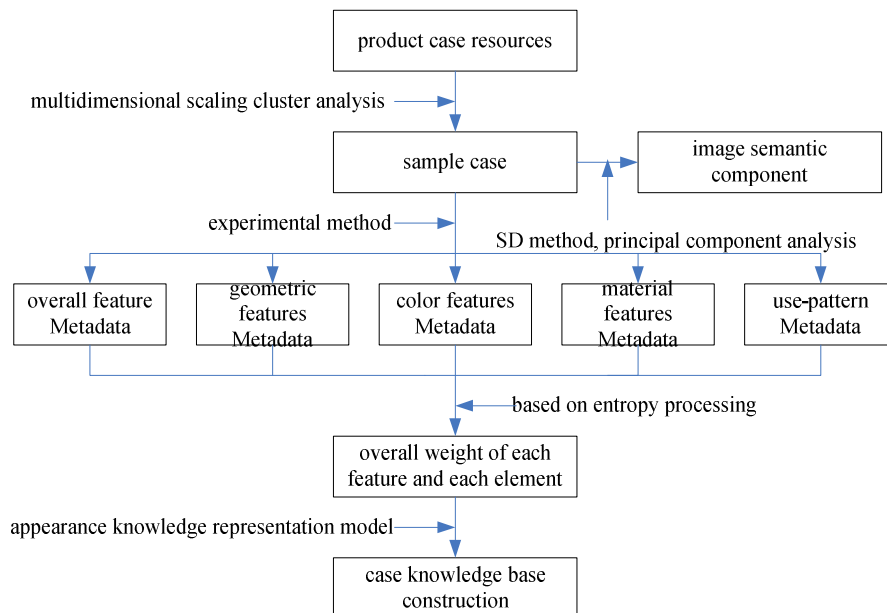 product case resources
multidimensional scaling cluster analysis
sample case
image semantic
component
experimental method
SD method, principal component analysis
overall feature
Metadata
geometric
features
Metadata
color features
Metadata
material
features
Metadata
use-pattern
Metadata
based on entropy processing
overall weight of each
feature and each element
appearance knowledge representation model
case knowledge base
construction